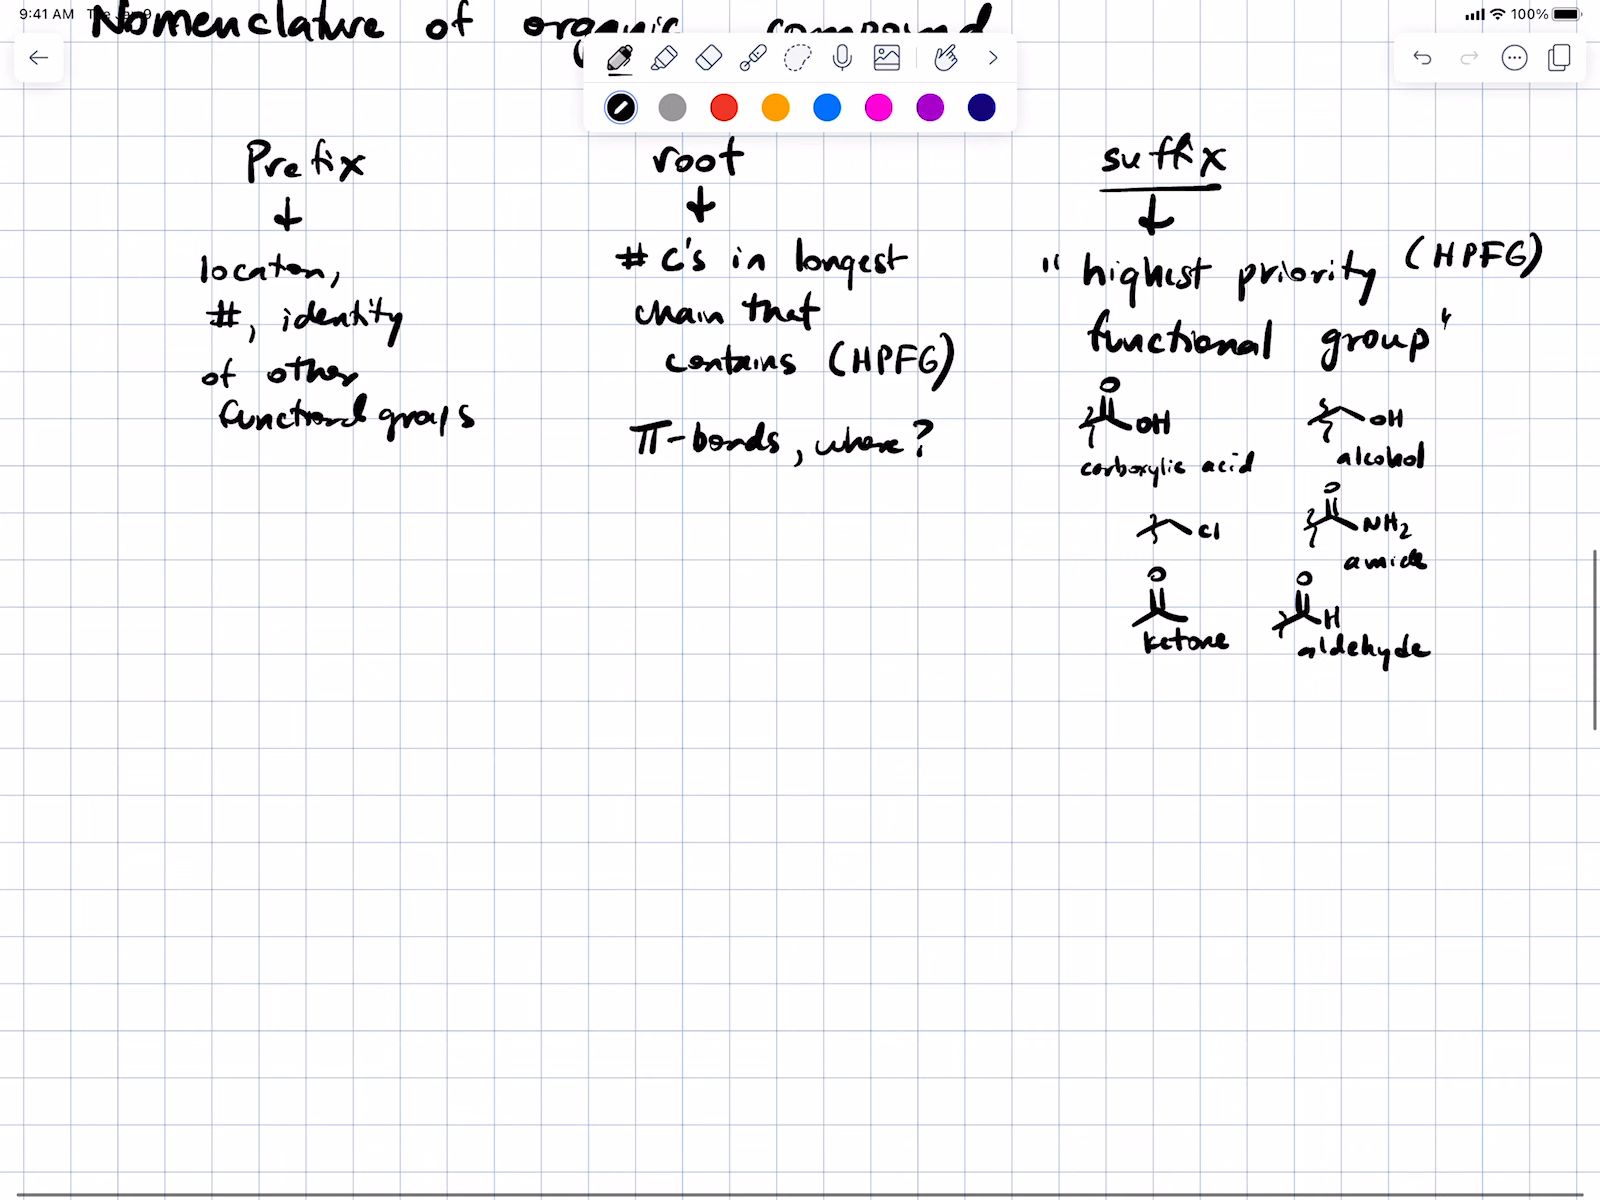 9:41 AM
100%
Nomenclature of organic compound
Prefix
root
suffix
location,
#, identity
of other
functional groups
# C's in longest
chain that
contains (HPFG)
π-bonds, where?
"highest priority (HPFG)
functional group"
O
OH
carboxylic acid
OH
alcohol
Cl
O
NH2
amide
O
ketone
O
H
aldehyde